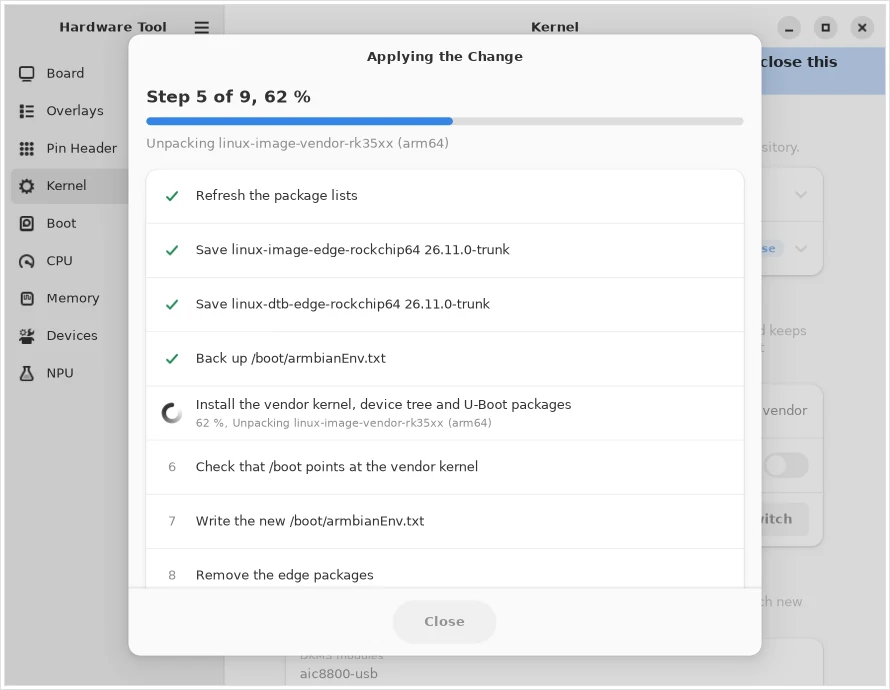 Hardware Tool
Kernel
Board
Overlays
Pin Header
Kernel
Boot
CPU
Memory
Devices
NPU
close this
Applying the Change
Step 5 of 9, 62 %
Unpacking linux-image-vendor-rk35xx (arm64)
Refresh the package lists
Save linux-image-edge-rockchip64 26.11.0-trunk
Save linux-dtb-edge-rockchip64 26.11.0-trunk
Back up /boot/armbianEnv.txt
Install the vendor kernel, device tree and U-Boot packages
62 %, Unpacking linux-image-vendor-rk35xx (arm64)
6 Check that /boot points at the vendor kernel
7 Write the new /boot/armbianEnv.txt
8 Remove the edge packages
Close
keeps
vendor
new
DKMS modules
aic8800-usb